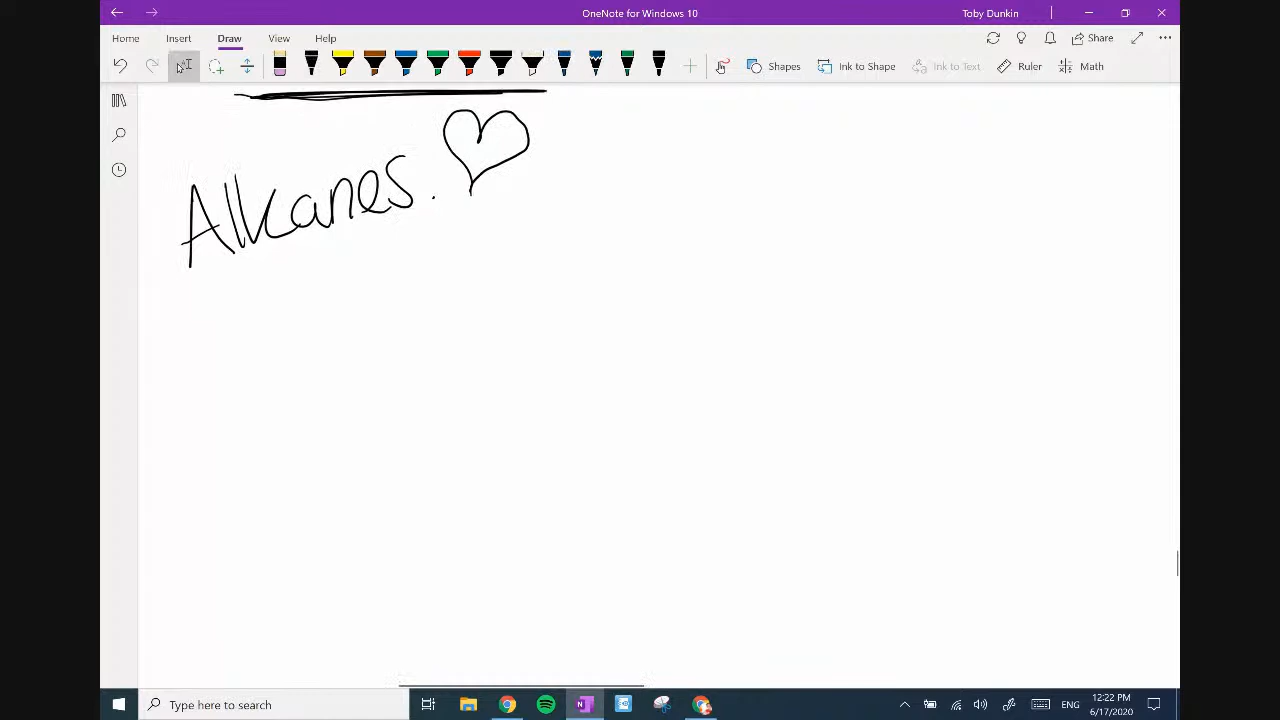 OneNote for Windows 10
Toby Dunkin
Home Insert Draw View Help
Share
Shapes Ink to Shape Ink to Text Ruler Math
Alkanes.
Type here to search
ENG
12:22 PM
6/17/2020